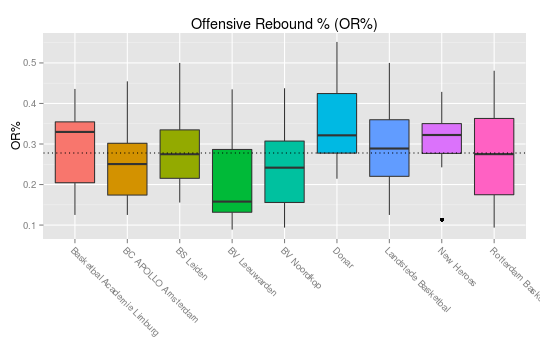 Offensive Rebound % (OR%)
OR%
0.5
0.4
0.3
0.2
0.1
Basketbal Academie Limburg
BC APOLLO Amsterdam
BS Leiden
BV Leeuwarden
BV Noordkop
Donar
Landstede Basketbal
New Heroes
Rotterdam